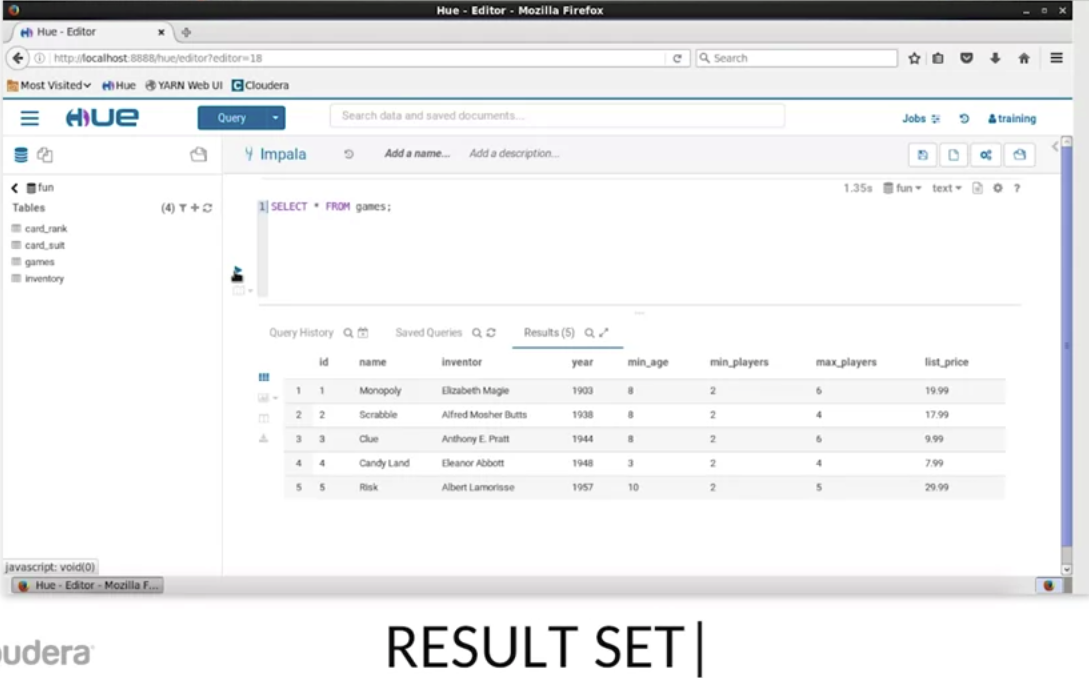 Hue - Editor - Mozilla Firefox
Hue - Editor
http://localhost:8888/hue/editor?editor=18
Search
Most Visited Hue YARN Web UI Cloudera
HUE Query Search data and saved documents... Jobs training
Impala Add a name... Add a description...
fun 1.35s fun text ?
Tables (4)
1 SELECT * FROM games;
card_rank
card_suit
games
inventory
Query History Saved Queries Results (5)
id name inventor year min_age min_players max_players list_price
1 1 Monopoly Elizabeth Magie 1903 8 2 6 19.99
2 2 Scrabble Alfred Mosher Butts 1938 8 2 4 17.99
3 3 Clue Anthony E. Pratt 1944 8 2 6 9.99
4 4 Candy Land Eleanor Abbott 1948 3 2 4 7.99
5 5 Risk Albert Lamorisse 1957 10 2 5 29.99
javascript: void(0)
Hue - Editor - Mozilla F...
oudera RESULT SET|